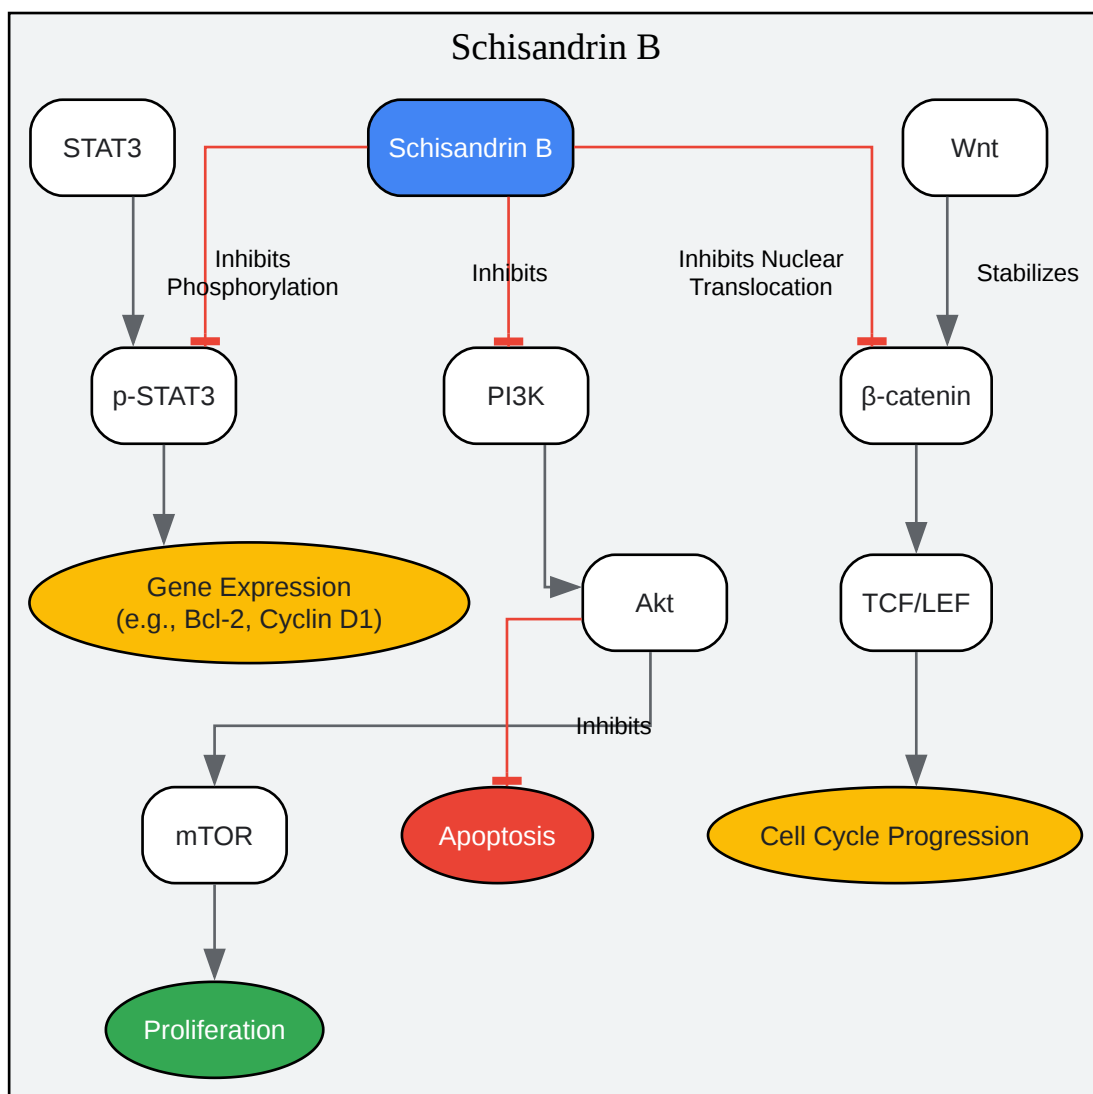 Schisandrin B
STAT3
Schisandrin B
Wnt
Inhibits
Phosphorylation
Inhibits
Inhibits Nuclear
Translocation
Stabilizes
p-STAT3
PI3K
β-catenin
Gene Expression
(e.g., Bcl-2, Cyclin D1)
Akt
TCF/LEF
Inhibits
mTOR
Apoptosis
Cell Cycle Progression
Proliferation